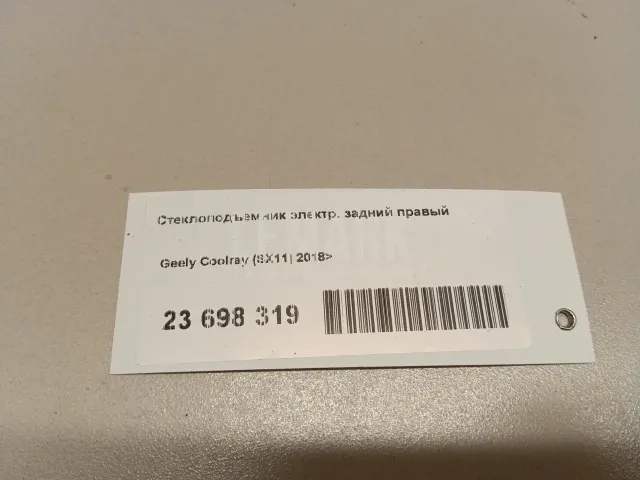 Стеклоподъемник электр. задний правый
Geely Coolray (SX11) 2018>
23 698 319